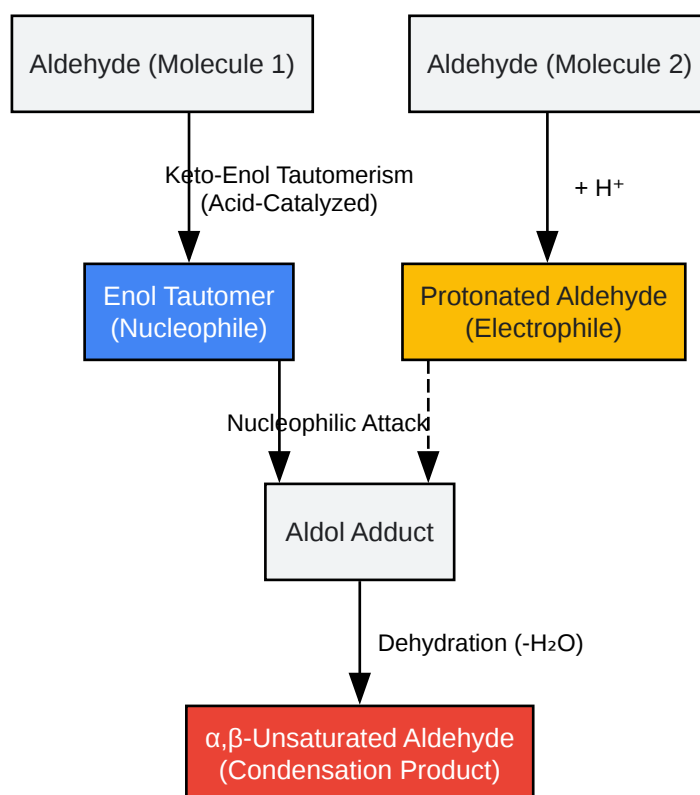 Aldehyde (Molecule 1)
Aldehyde (Molecule 2)
Keto-Enol Tautomerism
(Acid-Catalyzed)
+ H⁺
Enol Tautomer
(Nucleophile)
Protonated Aldehyde
(Electrophile)
Nucleophilic Attack
Aldol Adduct
Dehydration (-H₂O)
α,β-Unsaturated Aldehyde
(Condensation Product)